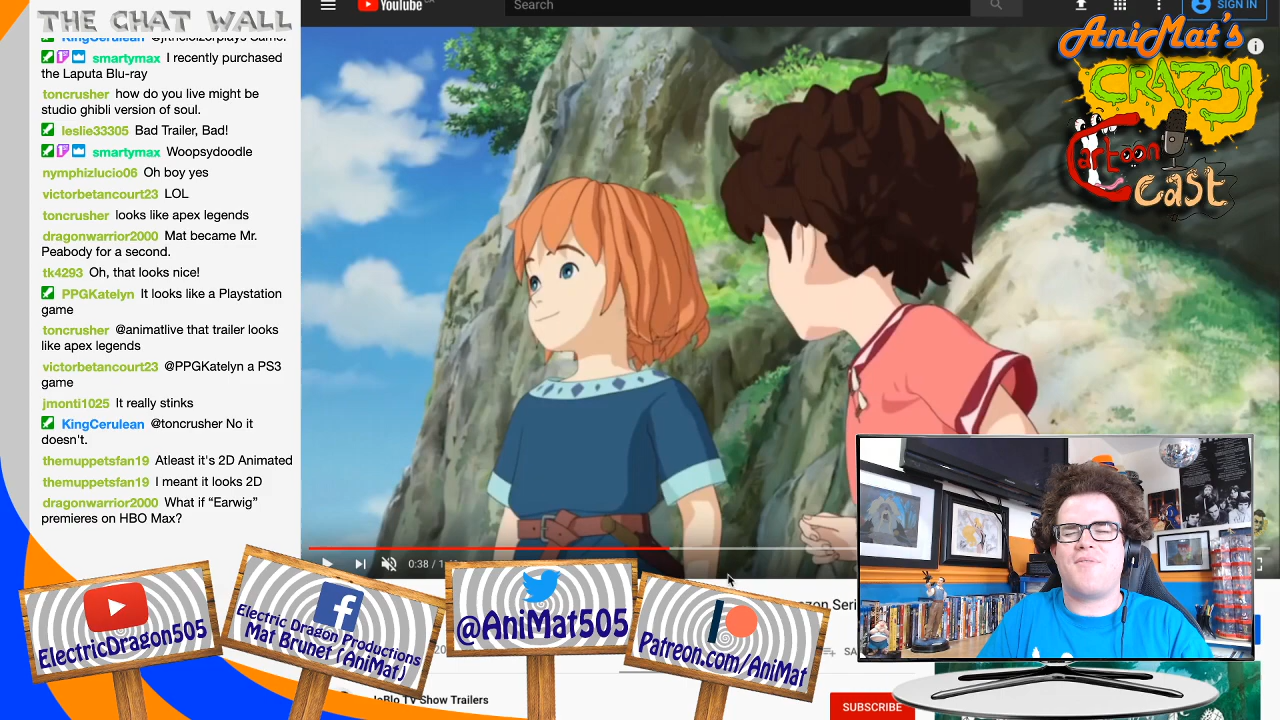 THE CHAT WALL
KingCerulean
smartymax I recently purchased
the Laputa Blu-ray
toncrusher how do you live might be
studio ghibli version of soul.
leslie33305 Bad Trailer, Bad!
smartymax Woopsydoodle
nymphizlucio06 Oh boy yes
victorbetancourt23 LOL
toncrusher looks like apex legends
dragonwarrior2000 Mat became Mr.
Peabody for a second.
tk4293 Oh, that looks nice!
PPGKatelyn It looks like a Playstation
game
toncrusher @animatlive that trailer looks
like apex legends
victorbetancourt23 @PPGKatelyn a PS3
game
jmonti1025 It really stinks
KingCerulean @toncrusher No it
doesn't.
themuppetsfan19 Atleast it's 2D Animated
themuppetsfan19 I meant it looks 2D
dragonwarrior2000 What if “Earwig”
premieres on HBO Max?
YouTube
Search
SIGN IN
AniMat's
CRAZY
Cartoon
Cast
0:38 /
ElectricDragon505
Electric Dragon Productions
Mat Brunet (AniMat)
@AniMat505
Patreon.com/AniMat
TV Show Trailers
SUBSCRIBE